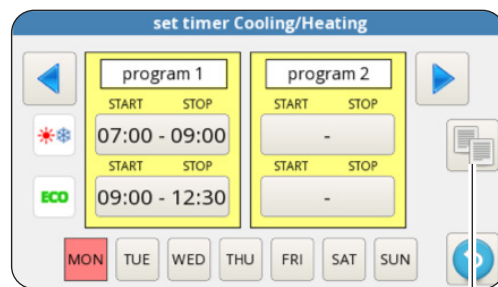 set timer Cooling/Heating
program 1 program 2
START STOP START STOP
07:00 - 09:00 -
START STOP START STOP
ECO 09:00 - 12:30 -
MON TUE WED THU FRI SAT SUN